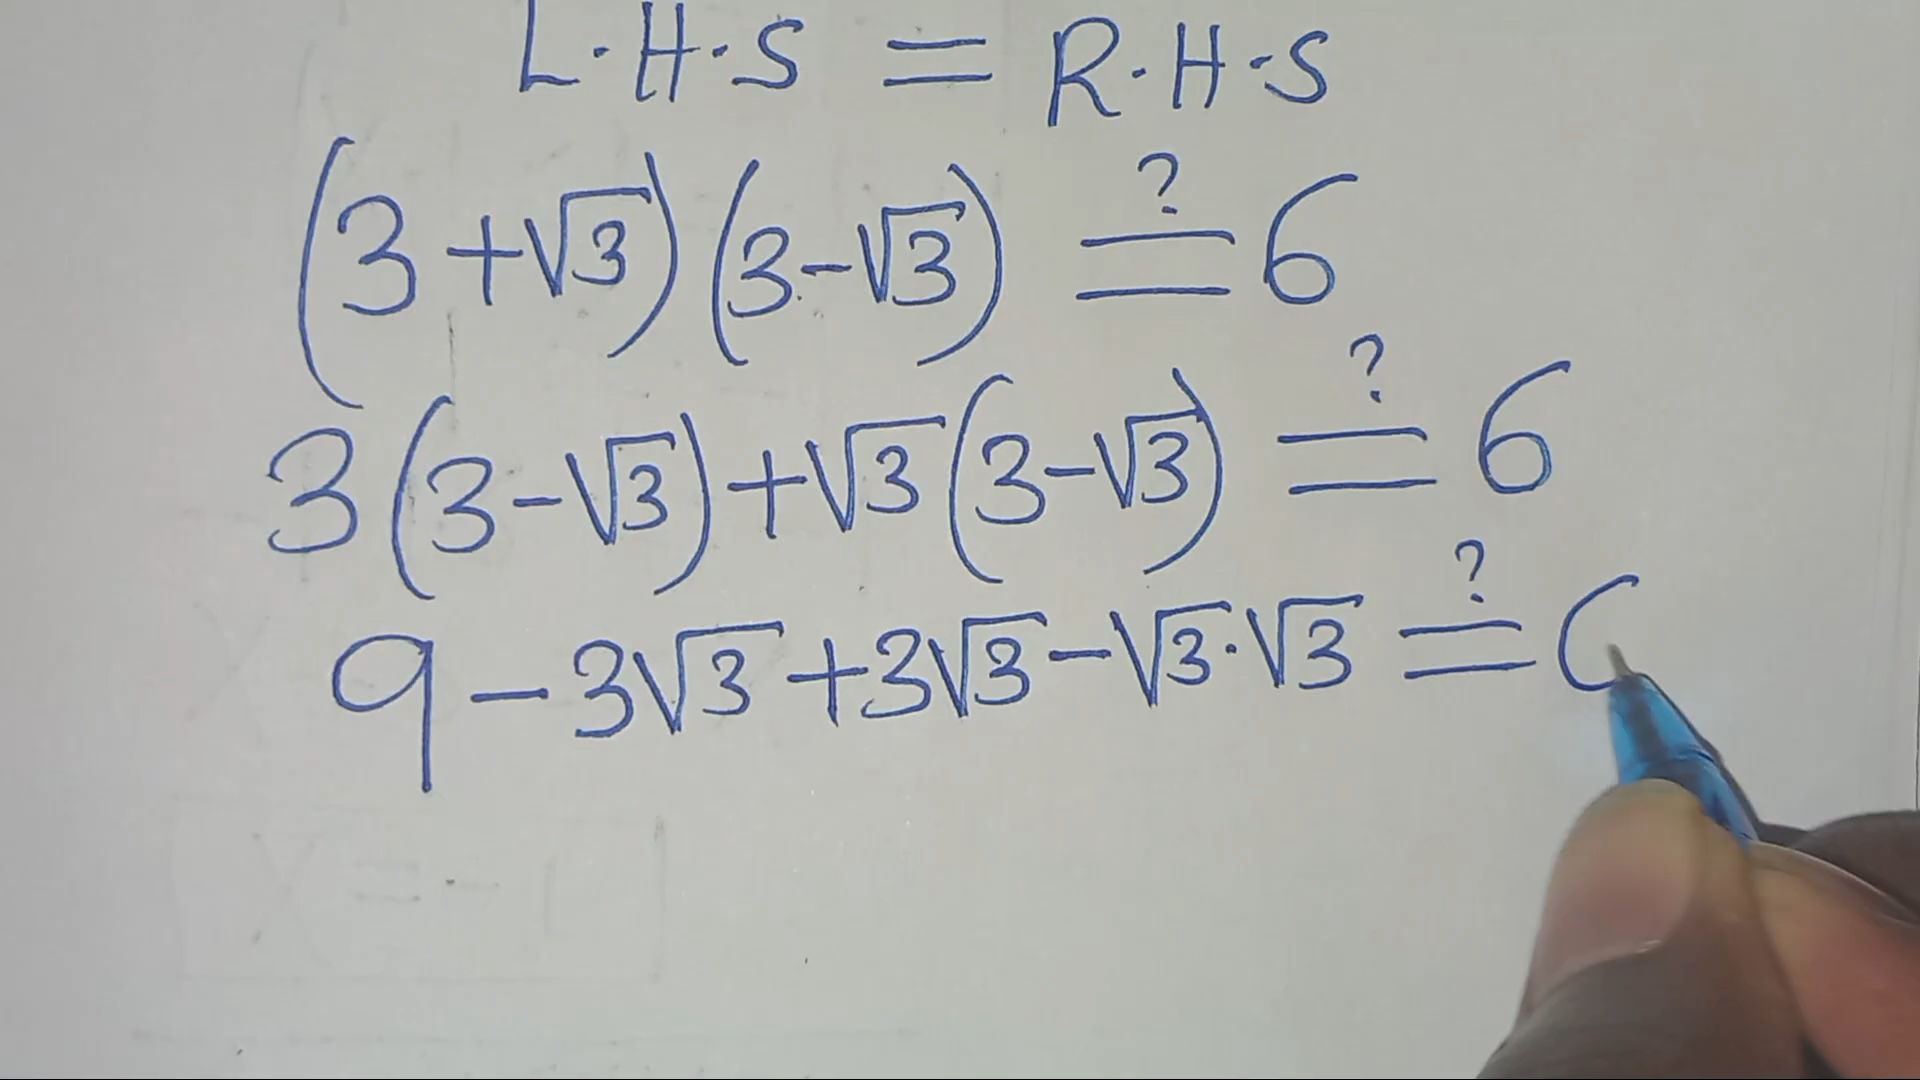 L.H.S = R.H.S
(3+√3)(3-√3) ≟ 6
3(3-√3)+√3(3-√3) ≟ 6
9-3√3+3√3-√3·√3 ≟ 6